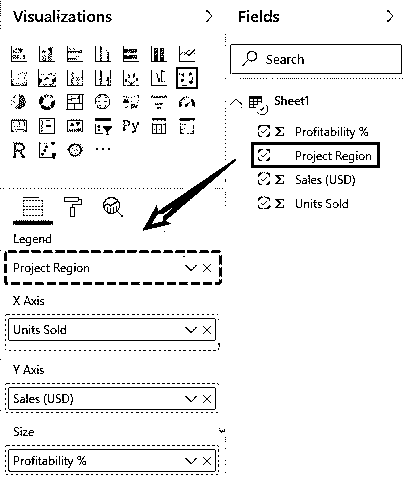 Visualizations
Fields
Search
Sheet1
Profitability %
Project Region
Sales (USD)
Units Sold
Py
R
Legend
Project Region
X Axis
Units Sold
Y Axis
Sales (USD)
Size
Profitability %